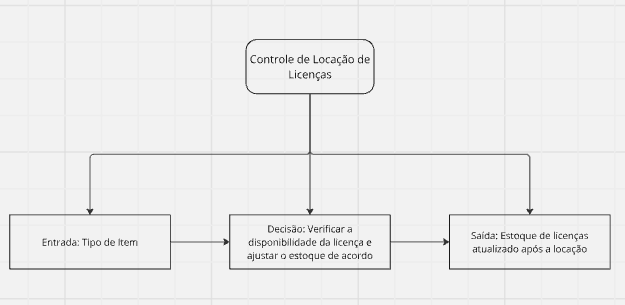 Controle de Locação de
Licenças
Entrada: Tipo de Item
Decisão: Verificar a
disponibilidade da licença e
ajustar o estoque de acordo
Saída: Estoque de licenças
atualizado após a locação